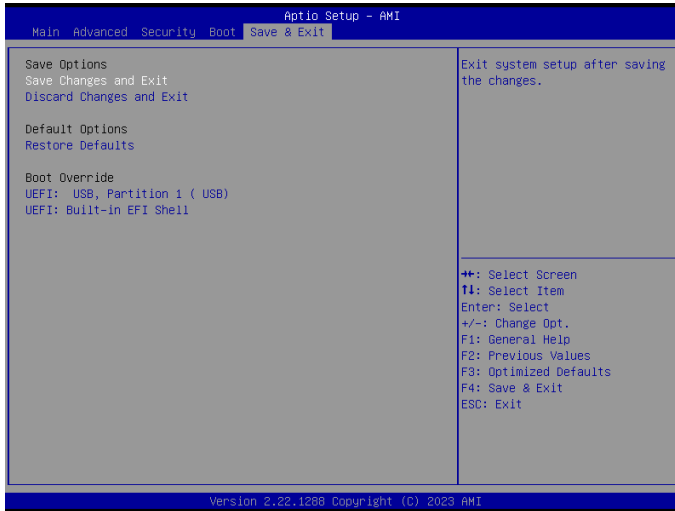 Aptio Setup - AMI
Main Advanced Security Boot Save & Exit
Save Options
Save Changes and Exit
Discard Changes and Exit
Default Options
Restore Defaults
Boot Override
UEFI:  USB, Partition 1 ( USB)
UEFI: Built-in EFI Shell
Exit system setup after saving
the changes.
→←: Select Screen
↑↓: Select Item
Enter: Select
+/-: Change Opt.
F1: General Help
F2: Previous Values
F3: Optimized Defaults
F4: Save & Exit
ESC: Exit
Version 2.22.1288 Copyright (C) 2023 AMI